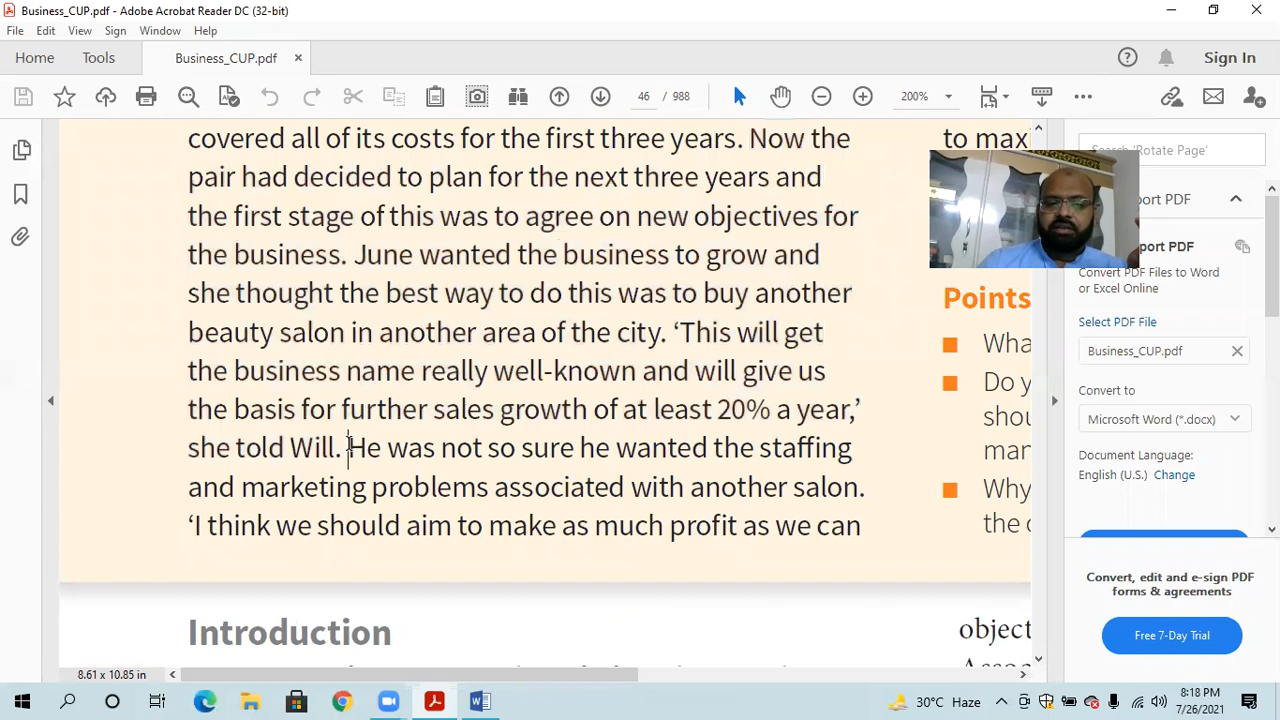 Business_CUP.pdf - Adobe Acrobat Reader DC (32-bit)
File Edit View Sign Window Help
Home Tools Business_CUP.pdf Sign In
46 / 988 200%
covered all of its costs for the first three years. Now the
pair had decided to plan for the next three years and
the first stage of this was to agree on new objectives for
the business. June wanted the business to grow and
she thought the best way to do this was to buy another
beauty salon in another area of the city. ‘This will get
the business name really well-known and will give us
the basis for further sales growth of at least 20% a year,’
she told Will. He was not so sure he wanted the staffing
and marketing problems associated with another salon.
‘I think we should aim to make as much profit as we can
Introduction
to maxi
Points
Wha
Do y
shou
man
Why
the c
object
Search 'Rotate Page'
port PDF
port PDF
Convert PDF Files to Word
or Excel Online
Select PDF File
Business_CUP.pdf
Convert to
Microsoft Word (*.docx)
Document Language:
English (U.S.) Change
Convert, edit and e-sign PDF
forms & agreements
Free 7-Day Trial
8.61 x 10.85 in
30°C Haze
8:18 PM
7/26/2021